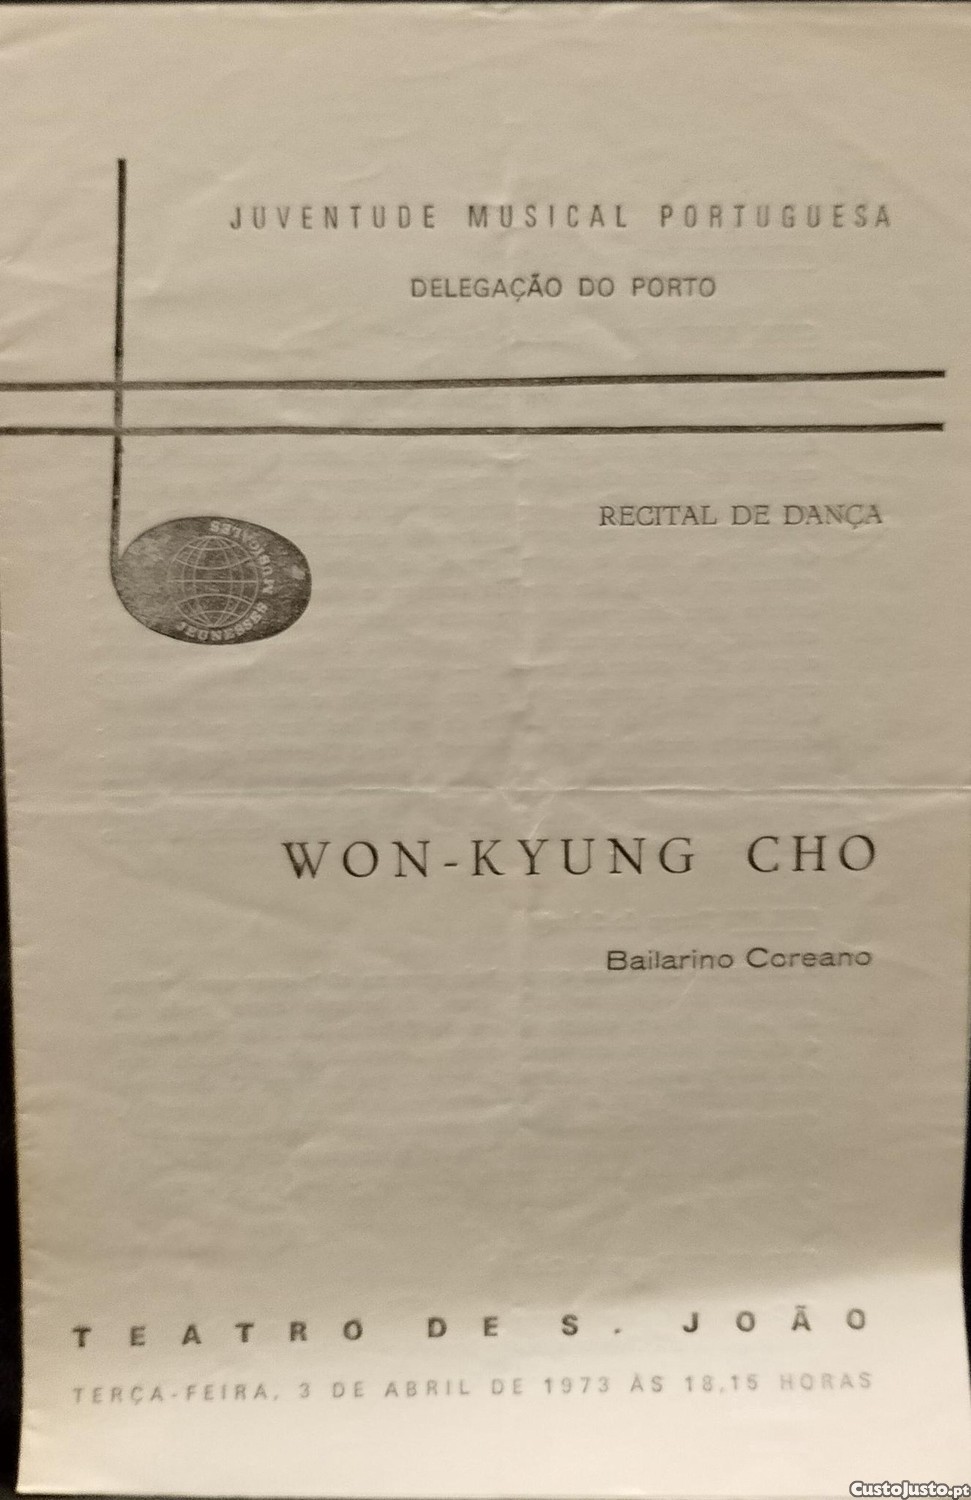 JUVENTUDE MUSICAL PORTUGUESA
DELEGAÇÃO DO PORTO
JEUNESSES MUSICALES
RECITAL DE DANÇA
WON-KYUNG CHO
Bailarino Coreano
TEATRO DE S. JOÃO
TERÇA-FEIRA, 3 DE ABRIL DE 1973 ÀS 18,15 HORAS
CustoJusto.pt